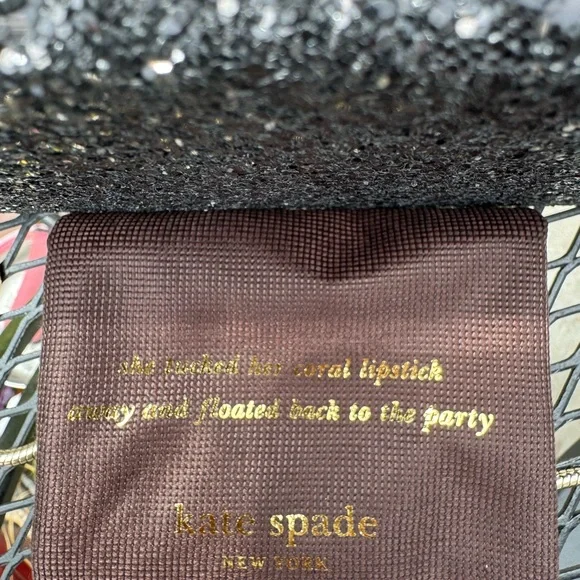 she tucked her coral lipstick
away and floated back to the party
kate spade
NEW YORK